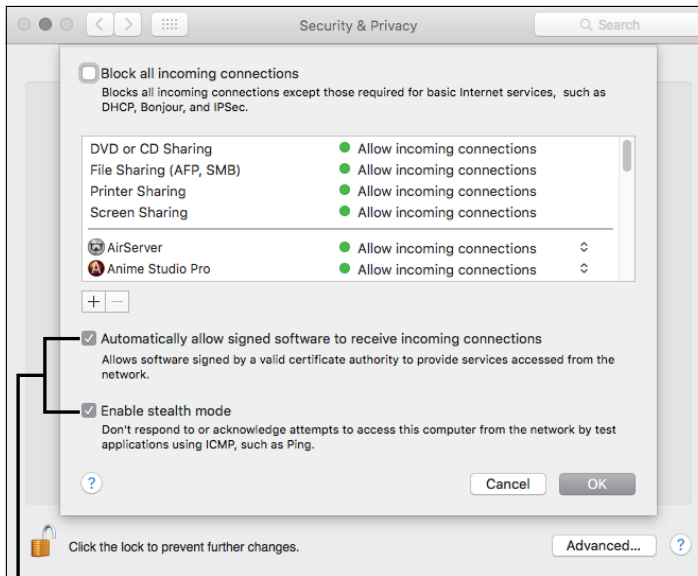 Security & Privacy
Search
Block all incoming connections
Blocks all incoming connections except those required for basic Internet services, such as
DHCP, Bonjour, and IPSec.
DVD or CD Sharing Allow incoming connections
File Sharing (AFP, SMB) Allow incoming connections
Printer Sharing Allow incoming connections
Screen Sharing Allow incoming connections
AirServer Allow incoming connections
Anime Studio Pro Allow incoming connections
+ −
Automatically allow signed software to receive incoming connections
Allows software signed by a valid certificate authority to provide services accessed from the
network.
Enable stealth mode
Don't respond to or acknowledge attempts to access this computer from the network by test
applications using ICMP, such as Ping.
? Cancel OK
Click the lock to prevent further changes. Advanced... ?